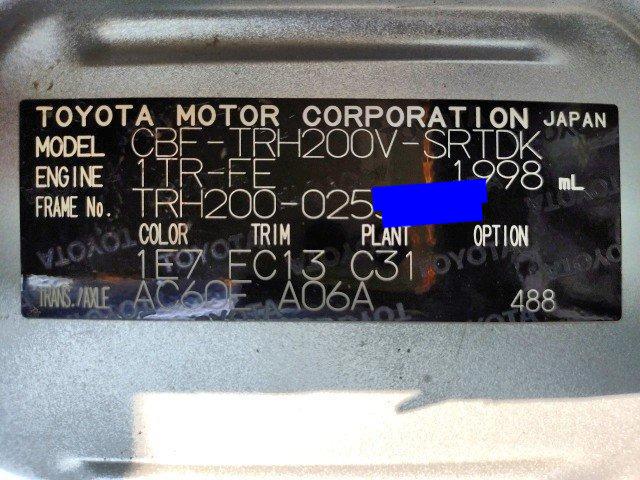 TOYOTA MOTOR CORPORATION JAPAN
MODEL CBF-TRH200V-SRTDK
ENGINE 1TR-FE 1998 mL
FRAME No. TRH200-025
COLOR TRIM PLANT OPTION
1E7 FC13 C31
TRANS./AXLE AC60E A06A 488